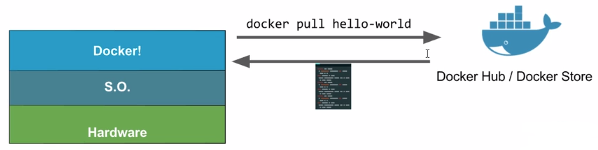 docker pull hello-world
Docker!
S.O.
Hardware
Docker Hub / Docker Store